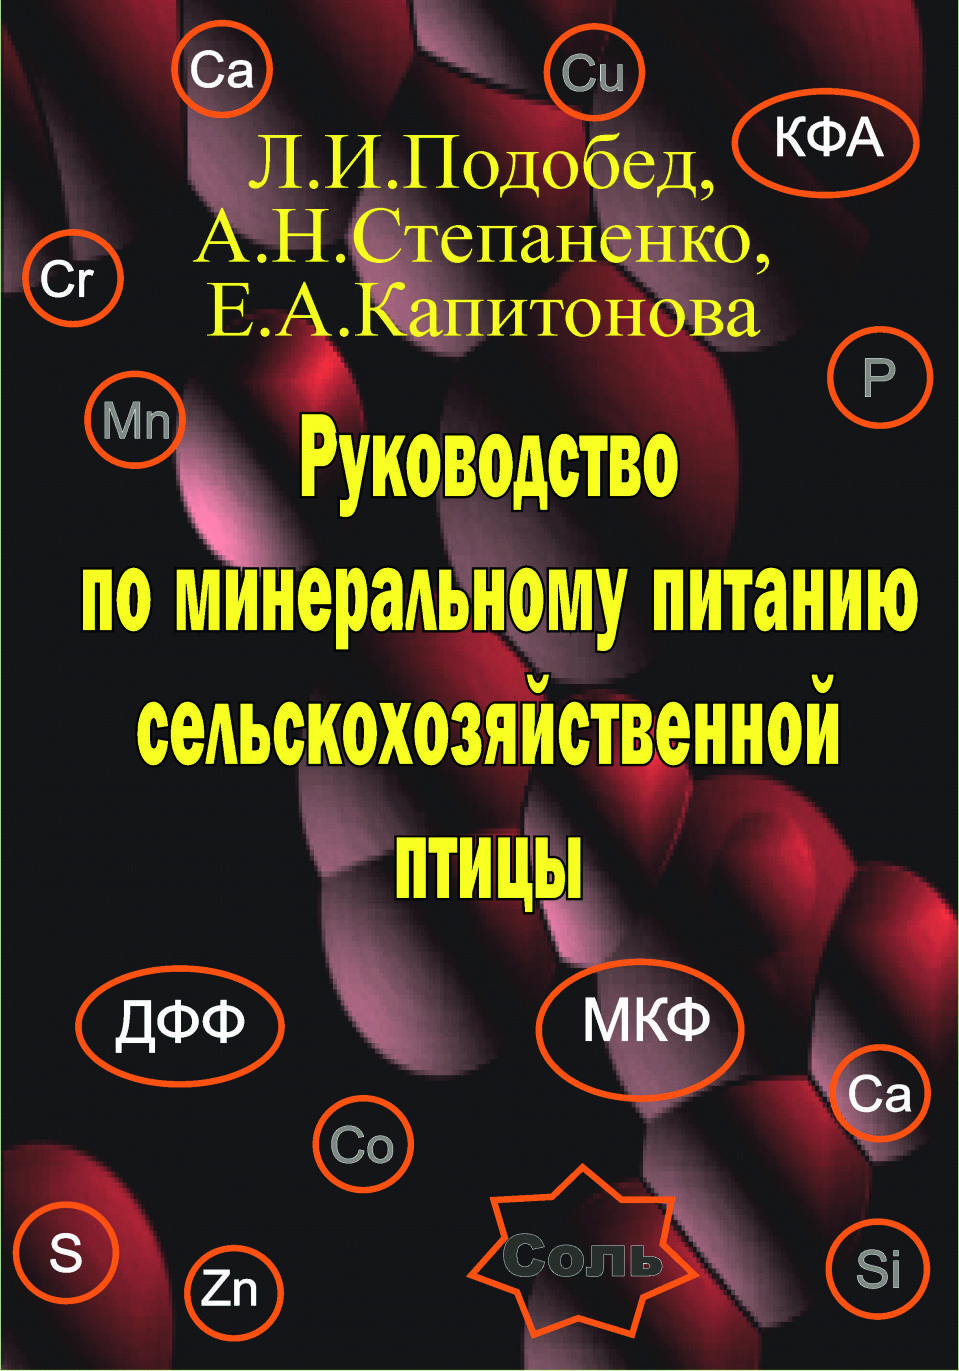 Ca
Cu
КФА
Л.И.Подобед,
А.Н.Степаненко,
Е.А.Капитонова
Cr
P
Mn
Руководство
по минеральному питанию
сельскохозяйственной
птицы
ДФФ
МКФ
Ca
Co
S
Zn
Соль
Si